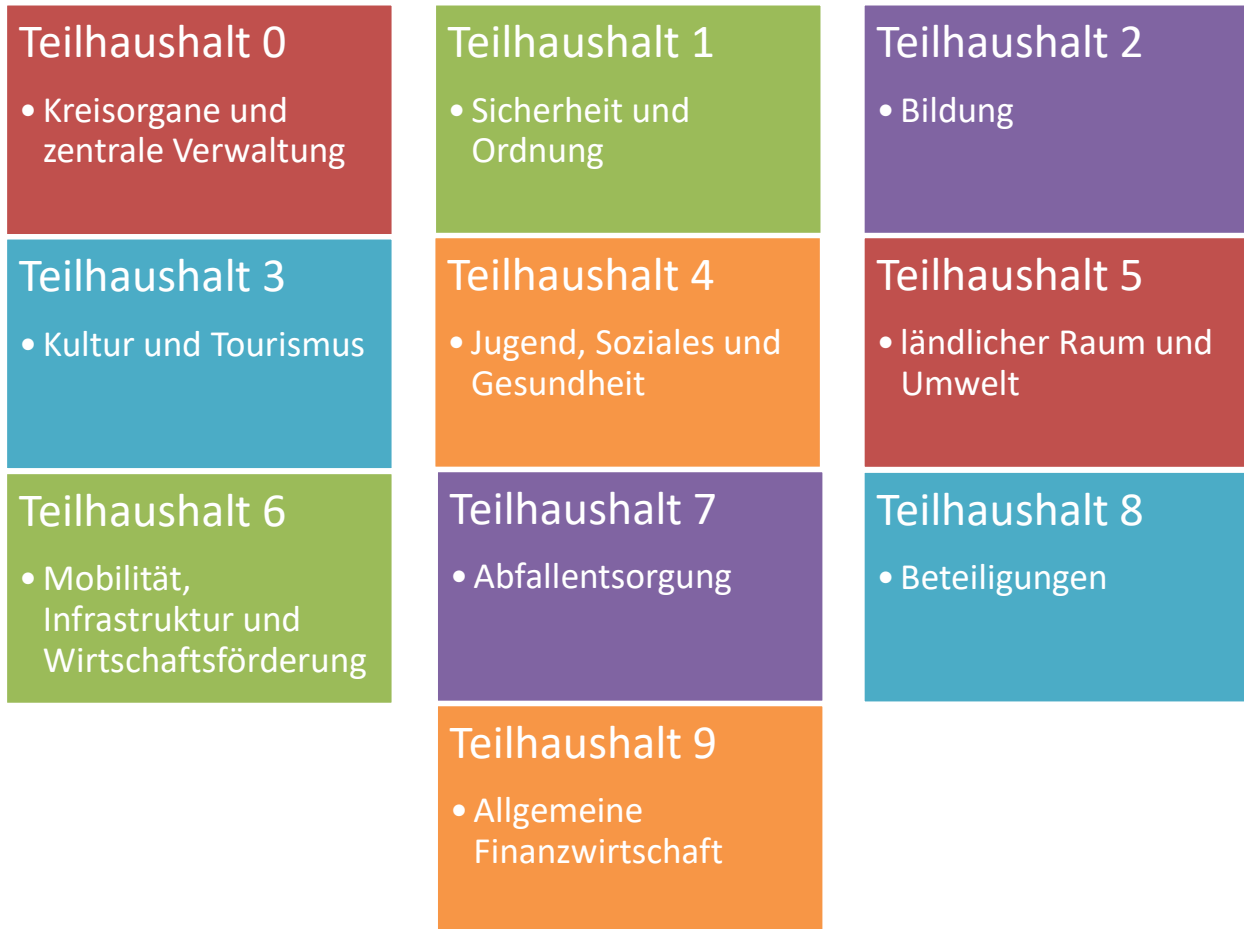 Teilhaushalt 0
• Kreisorgane und
zentrale Verwaltung
Teilhaushalt 1
• Sicherheit und
Ordnung
Teilhaushalt 2
• Bildung
Teilhaushalt 3
• Kultur und Tourismus
Teilhaushalt 4
• Jugend, Soziales und
Gesundheit
Teilhaushalt 5
• ländlicher Raum und
Umwelt
Teilhaushalt 6
• Mobilität,
Infrastruktur und
Wirtschaftsförderung
Teilhaushalt 7
• Abfallentsorgung
Teilhaushalt 8
• Beteiligungen
Teilhaushalt 9
• Allgemeine
Finanzwirtschaft